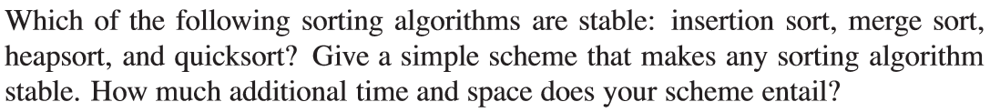 Which of the following sorting algorithms are stable: insertion sort, merge sort,
heapsort, and quicksort? Give a simple scheme that makes any sorting algorithm
stable. How much additional time and space does your scheme entail?